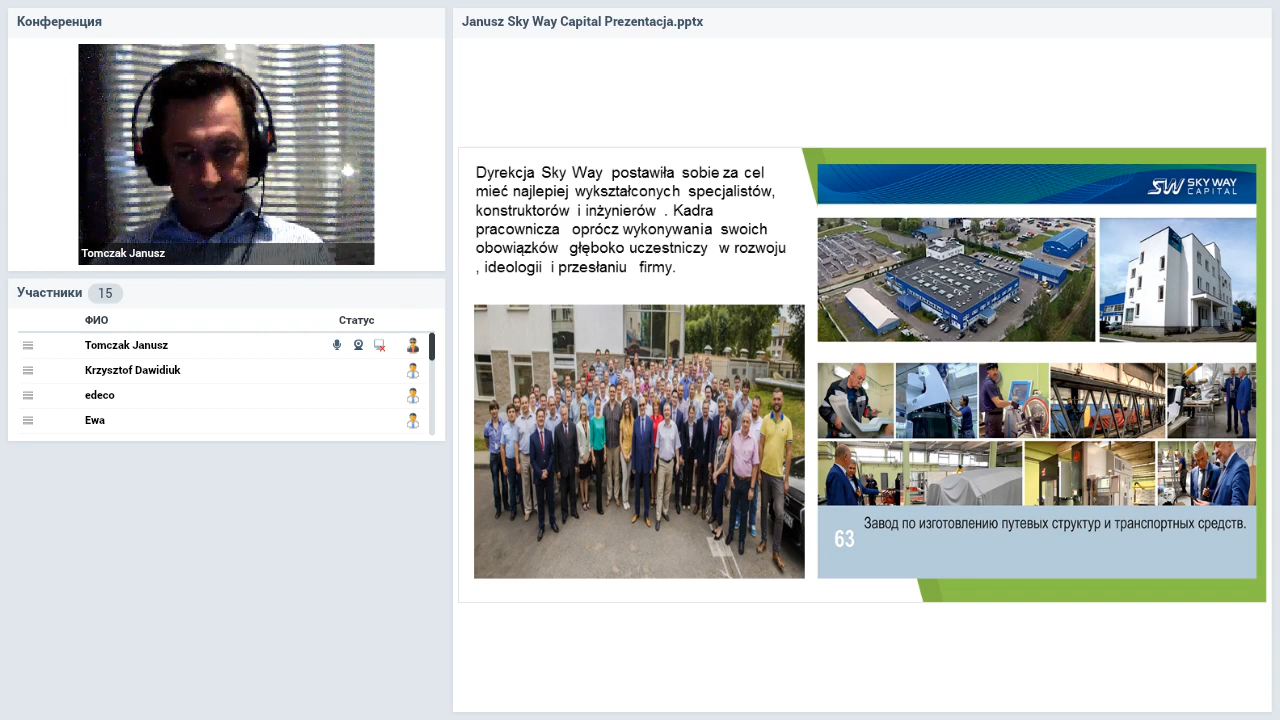 Конференция
Tomczak Janusz
Участники 15
ФИО Статус
Tomczak Janusz
Krzysztof Dawidiuk
edeco
Ewa
Janusz Sky Way Capital Prezentacja.pptx
Dyrekcja Sky Way postawiła sobie za cel
mieć najlepiej wykształconych specjalistów,
konstruktorów i inżynierów . Kadra
pracownicza oprócz wykonywania swoich
obowiązków głęboko uczestniczy w rozwoju
, ideologii i przesłaniu firmy.
SW SKY WAY
CAPITAL
Завод по изготовлению путевых структур и транспортных средств.
63